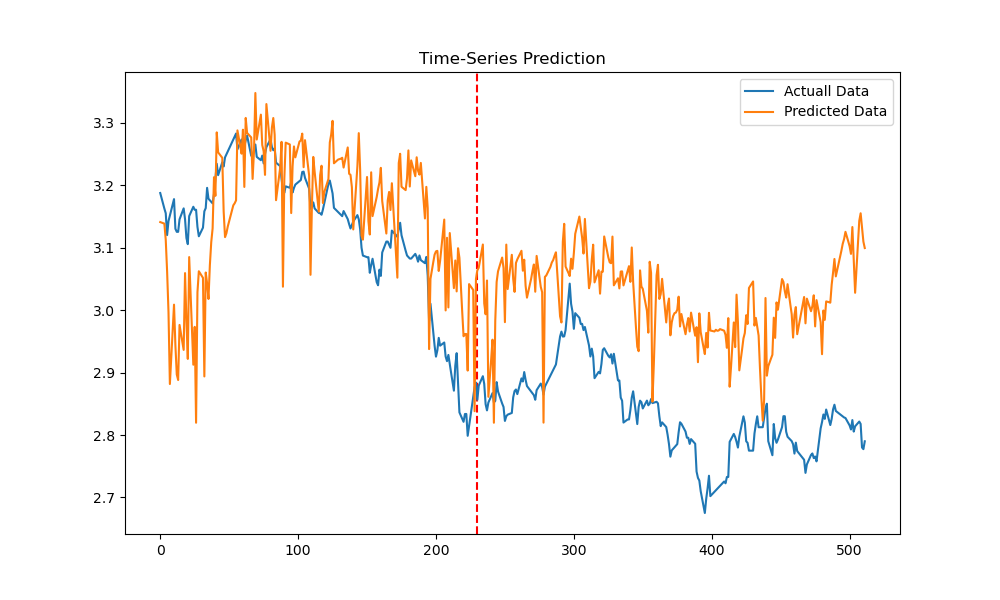 Time-Series Prediction
Actuall Data
Predicted Data
3.3
3.2
3.1
3.0
2.9
2.8
2.7
0 100 200 300 400 500